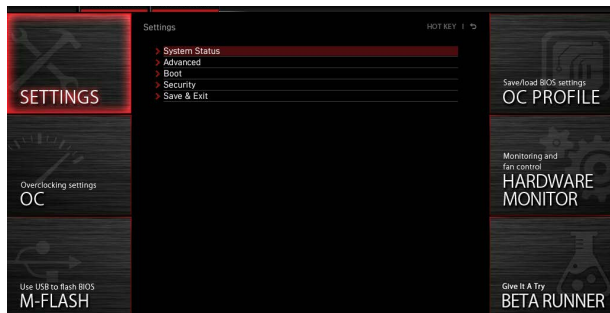 Settings
HOT KEY
System Status
Advanced
Boot
Security
Save & Exit
SETTINGS
Overclocking settings
OC
Use USB to flash BIOS
M-FLASH
Save/load BIOS settings
OC PROFILE
Monitoring and
fan control
HARDWARE
MONITOR
Give It A Try
BETA RUNNER